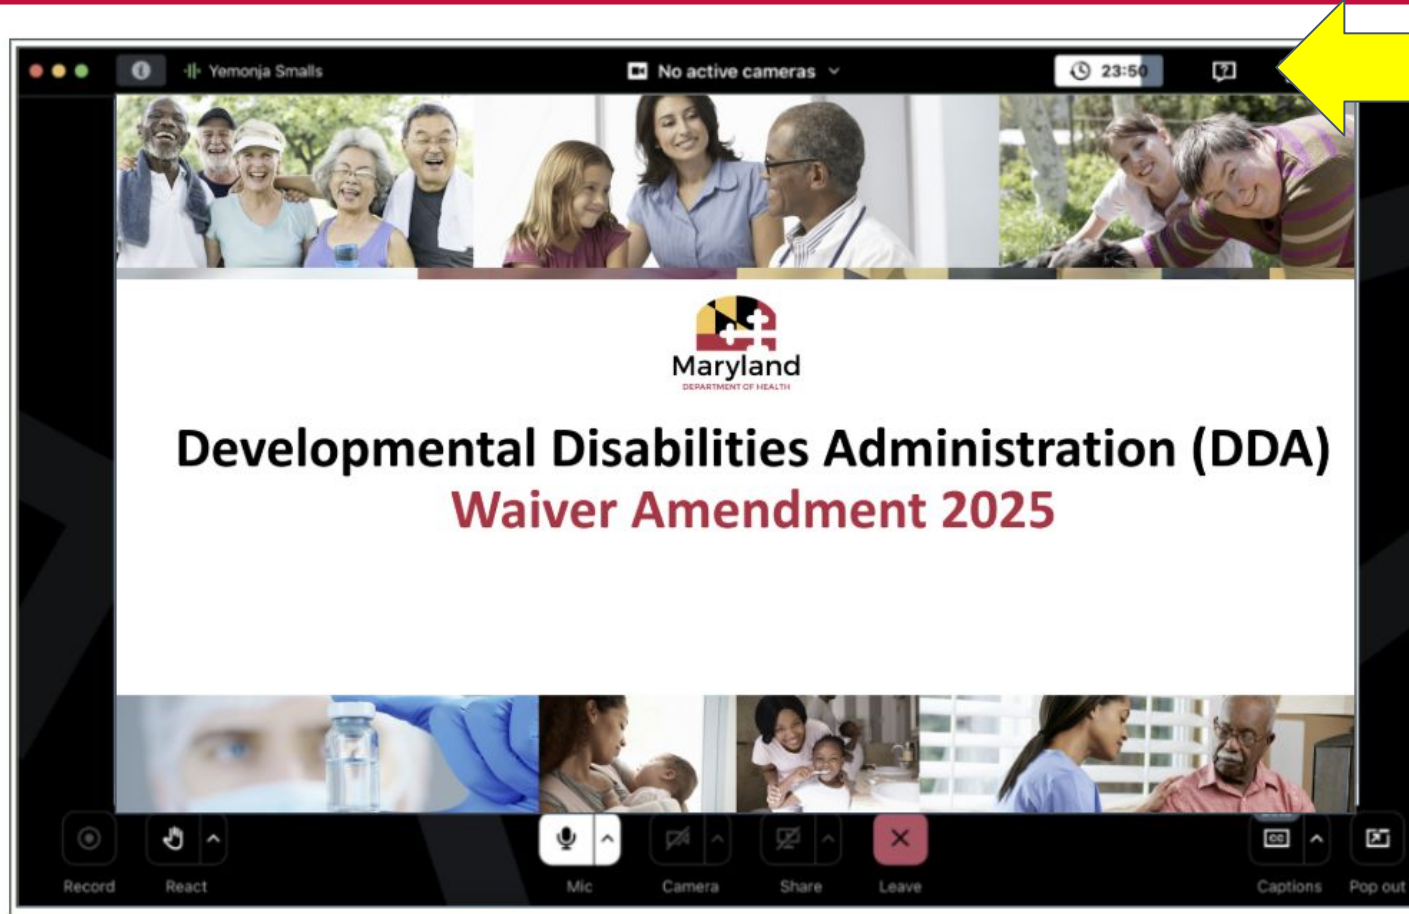 Yemonja Smalls
No active cameras
23:50
Maryland
DEPARTMENT OF HEALTH
Developmental Disabilities Administration (DDA)
Waiver Amendment 2025
CC
Record
React
Mic
Camera
Share
Leave
Captions
Pop out